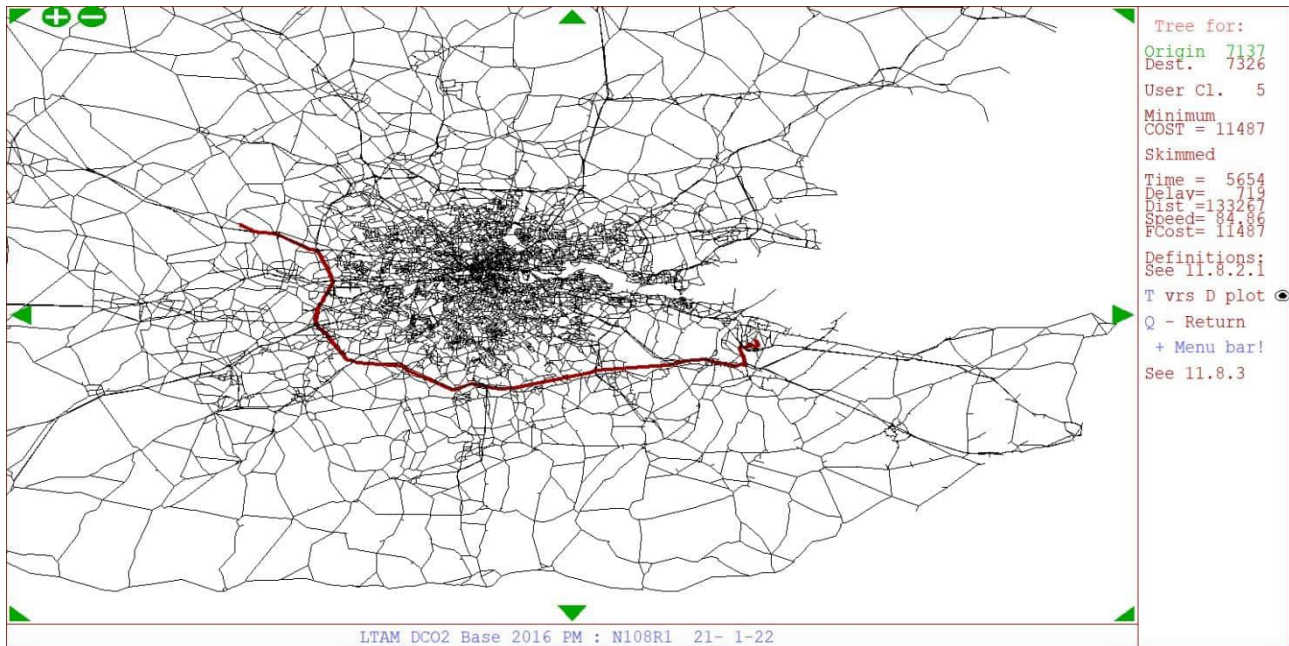 Tree for:
Origin 7137
Dest. 7326
User Cl. 5
Minimum
COST = 11487
Skimmed
Time = 5654
Delay= 719
Dist =133267
Speed= 84.86
FCost= 11487
Definitions:
See 11.8.2.1
T vrs D plot
Q - Return
+ Menu bar!
See 11.8.3
LTAM DCO2 Base 2016 PM : N108R1 21- 1-22